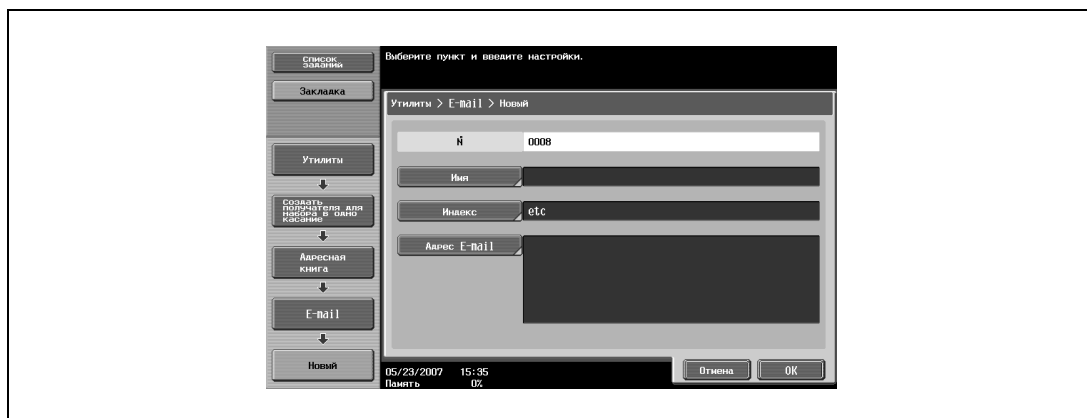 Список
заданий
Закладка
Утилиты
Создать
получателя для
набора в одно
касание
Адресная
книга
E-mail
Новый
Выберите пункт и введите настройки.
Утилиты > E-mail > Новый
№ 0008
Имя
Индекс etc
Адрес E-mail
Отмена OK
05/23/2007 15:35
Память 0%